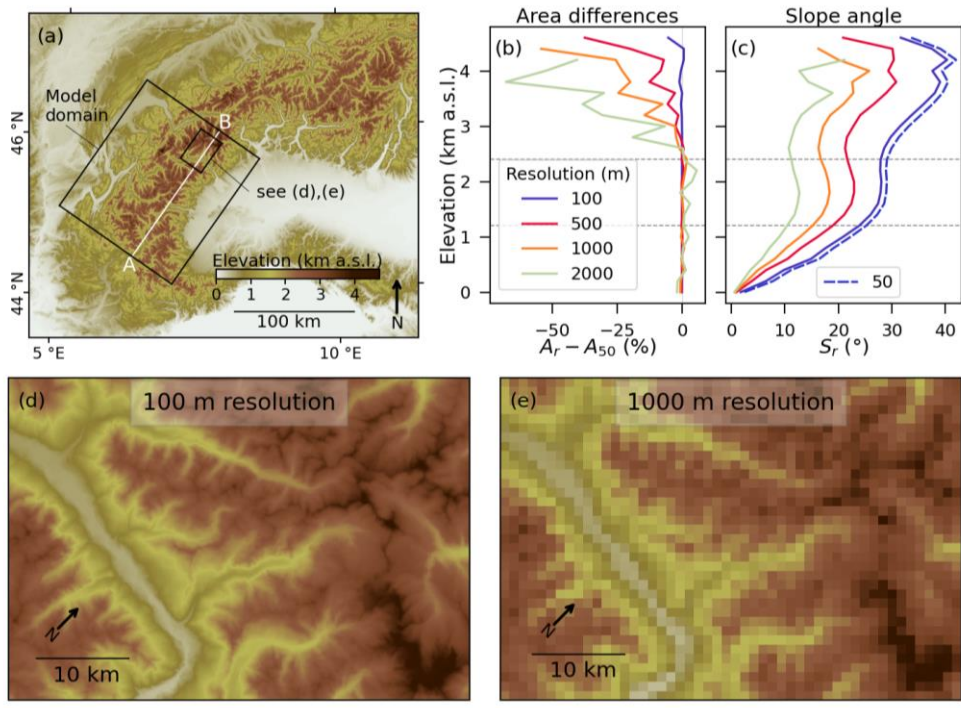 Area differences
Slope angle
(a)
(b)
(c)
Model
domain
B
see (d),(e)
A
Elevation (km a.s.l.)
0 1 2 3 4
100 km
N
46 °N
44 °N
5 °E
10 °E
Elevation (km a.s.l.)
4
3
2
1
0
Resolution (m)
100
500
1000
2000
−50 −25 0
A_r − A_50 (%)
50
0 10 20 30 40
S_r (°)
(d)
100 m resolution
N
10 km
(e)
1000 m resolution
N
10 km